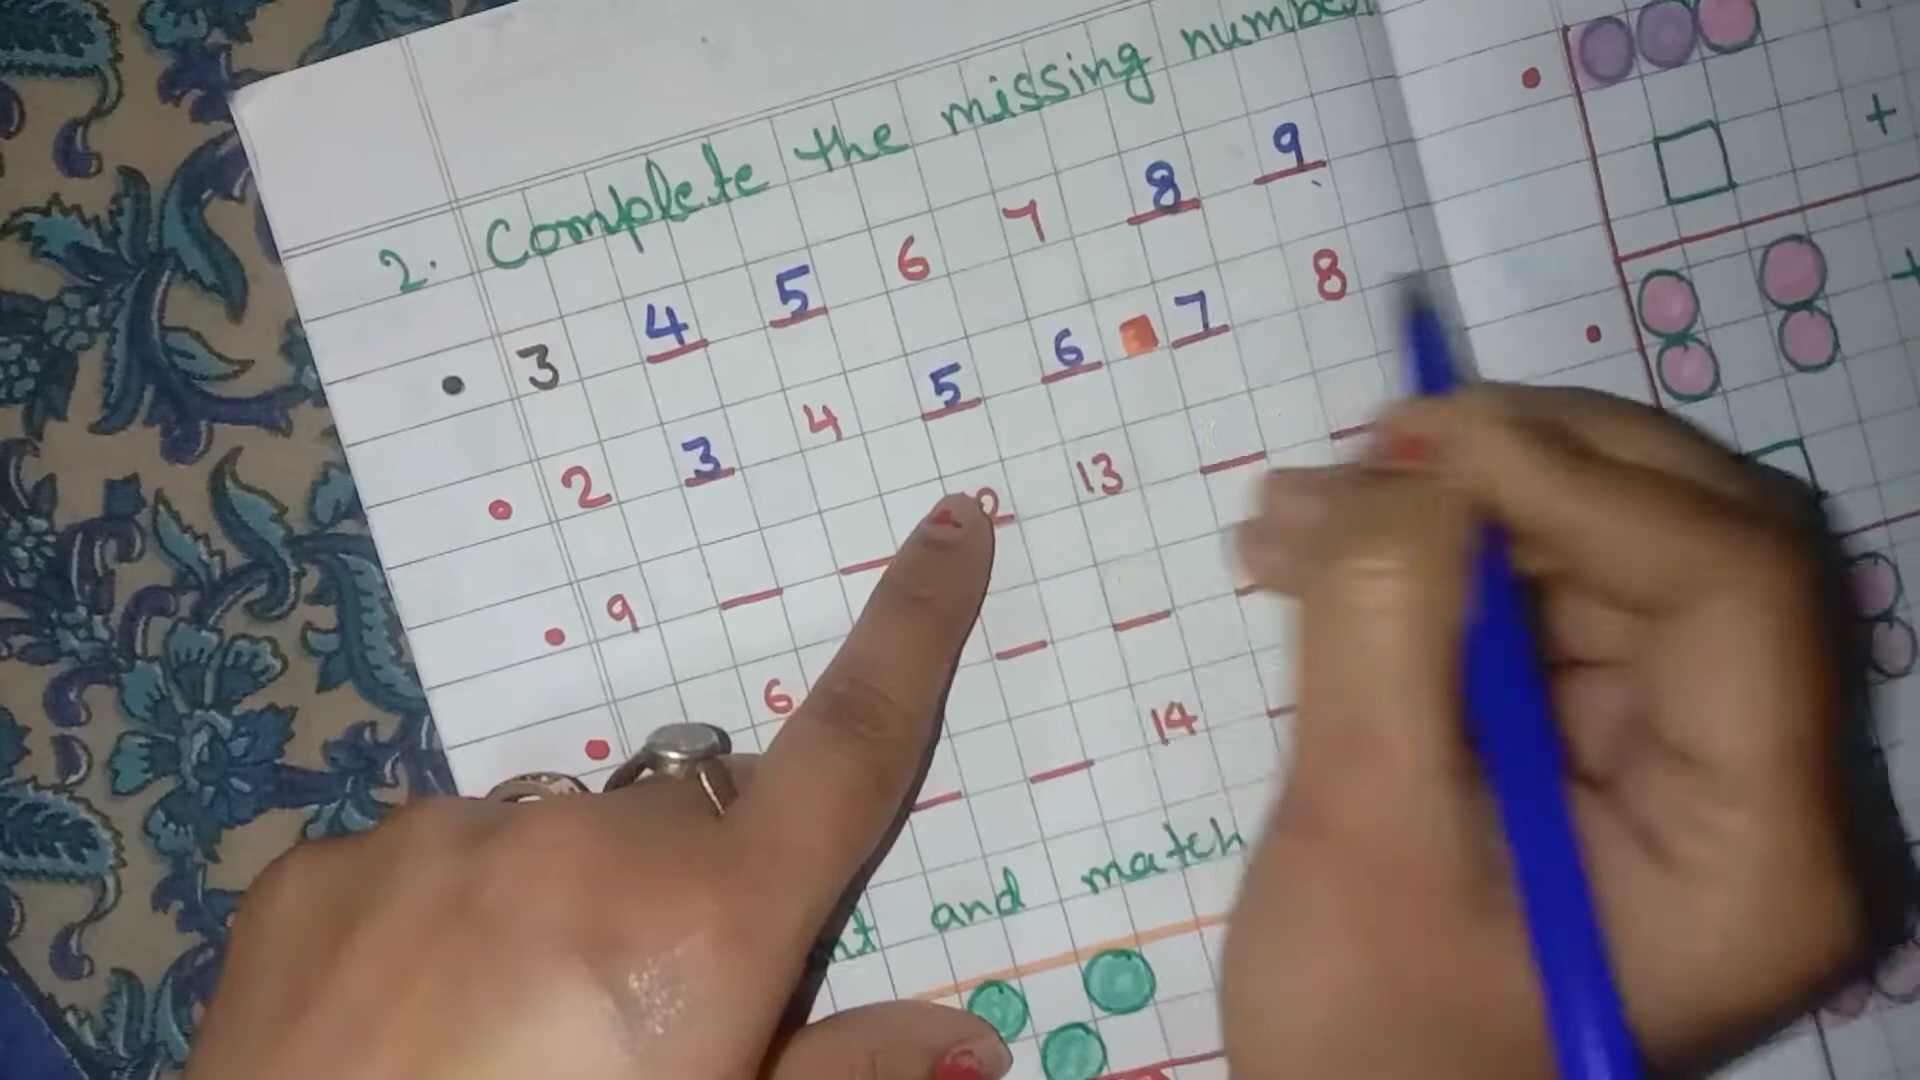 2. Complete the missing number
3 4 5 6 7 8 9
2 3 4 5 6 7 8
9 13
6
14
and match
+
+